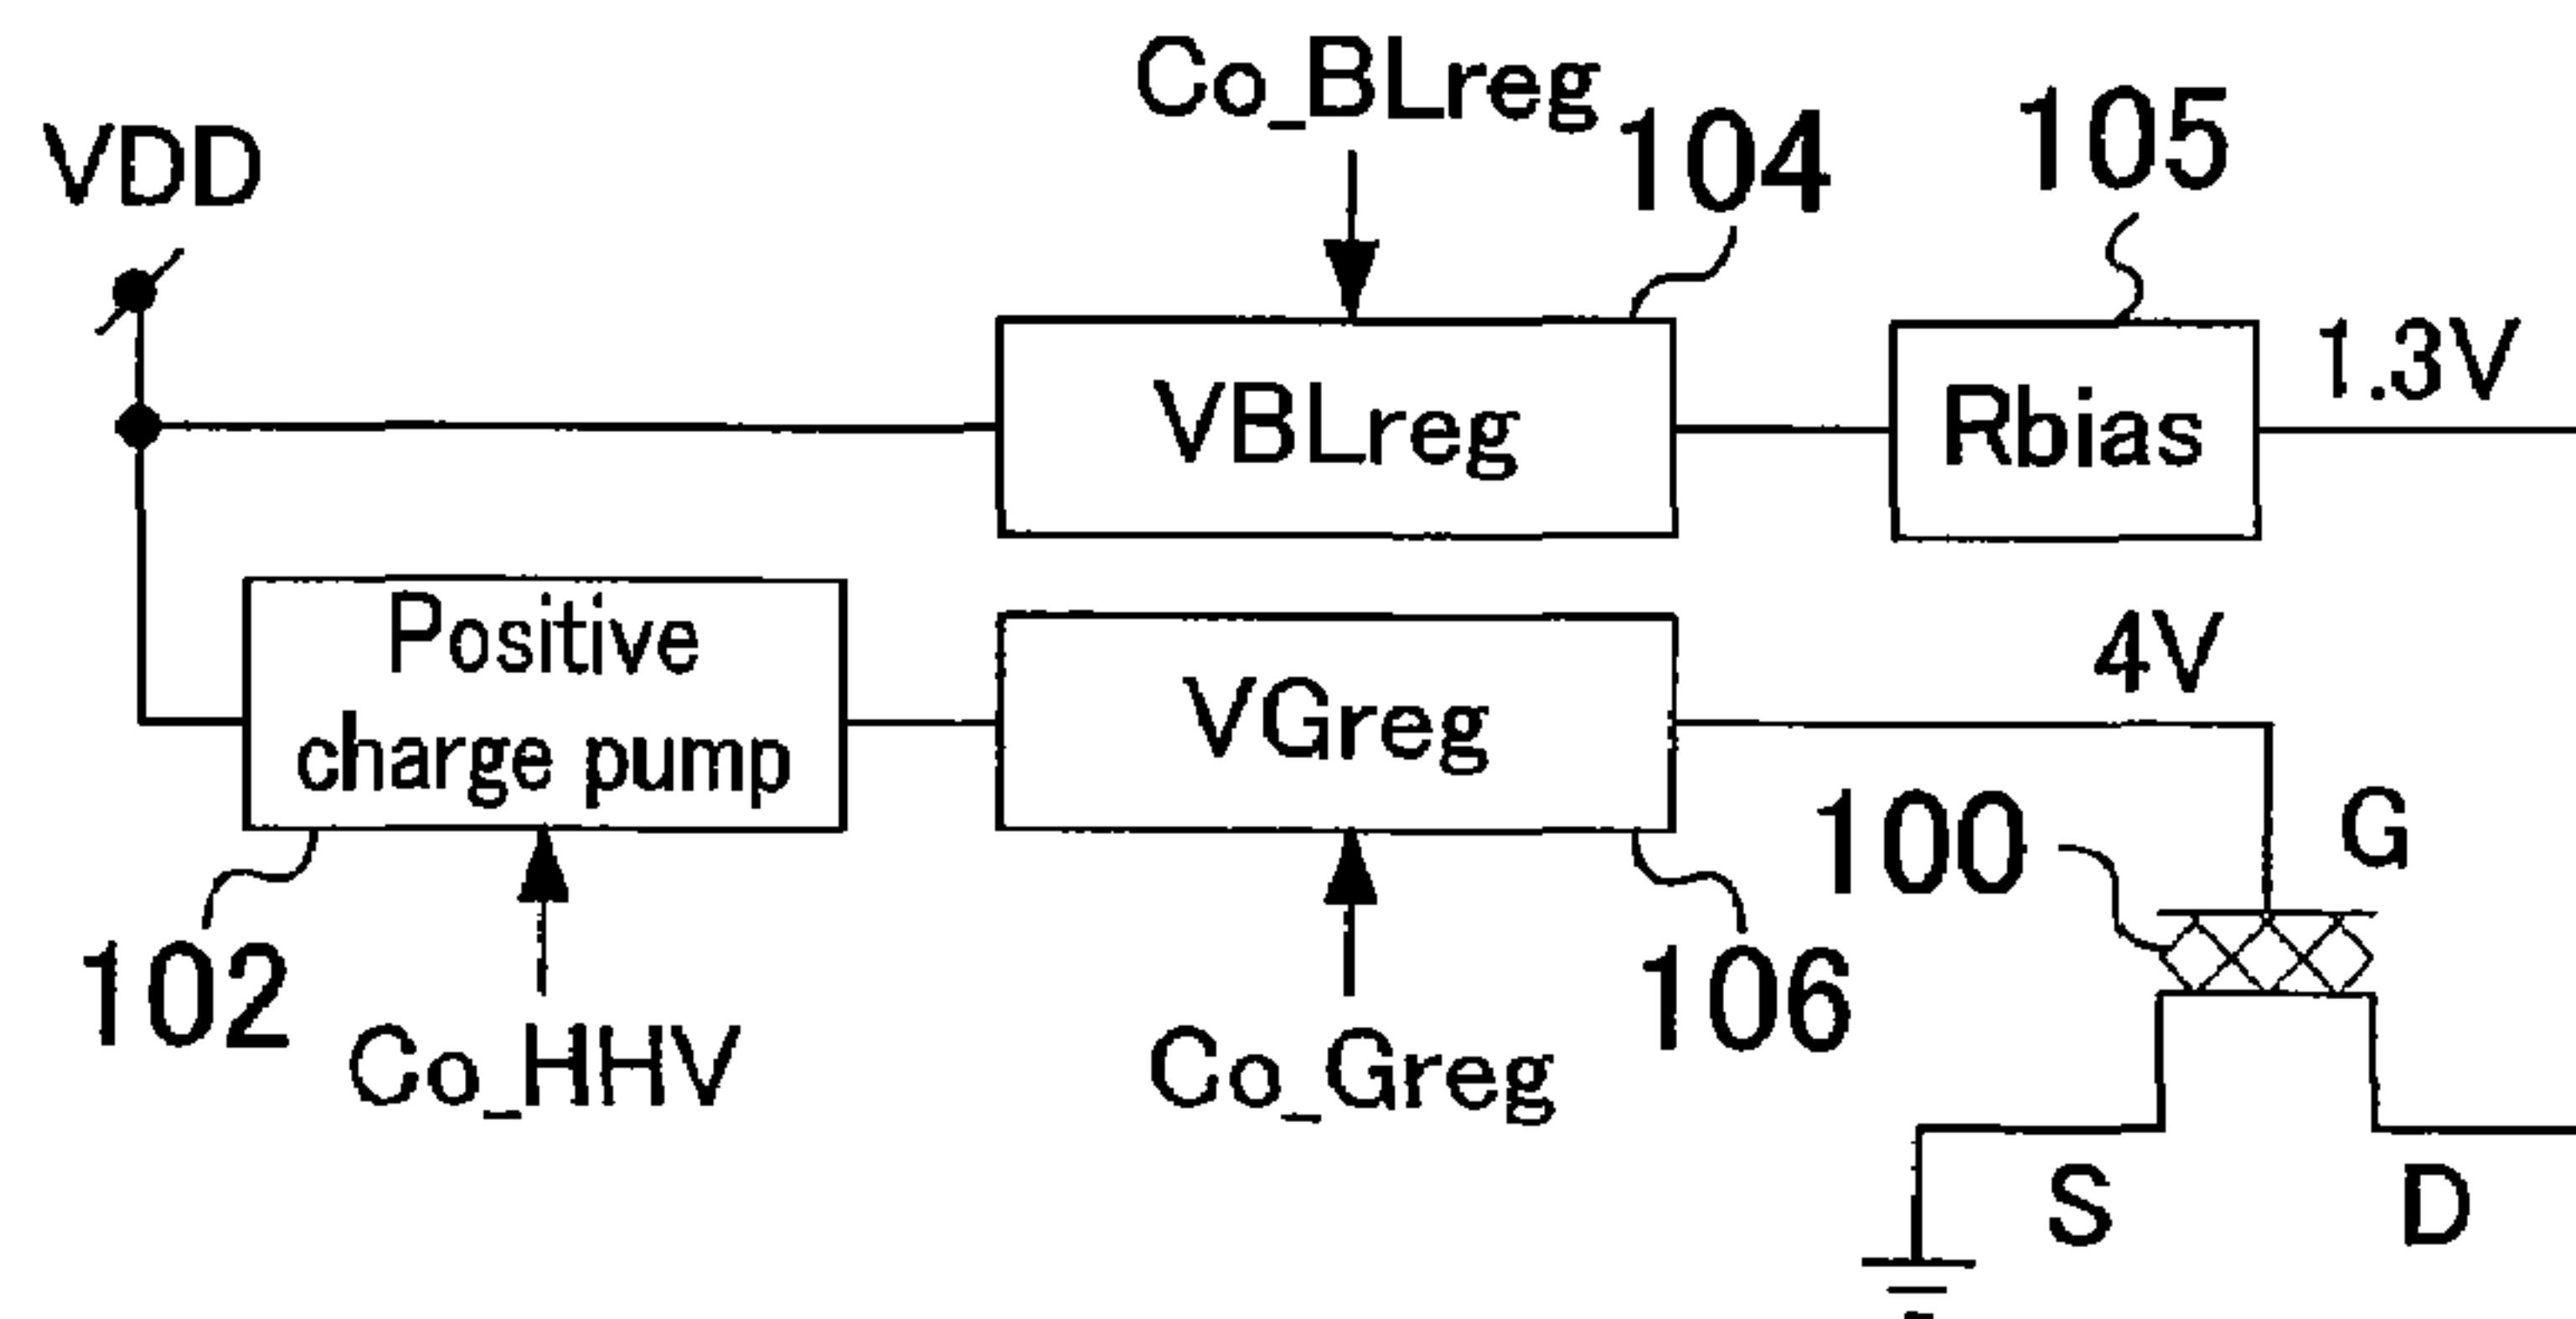 Co_BLreg
VDD
104
105
VBLreg
Rbias
1.3V
Positive
charge pump
VGreg
4V
100
G
102
Co_HHV
Co_Greg
106
S
D